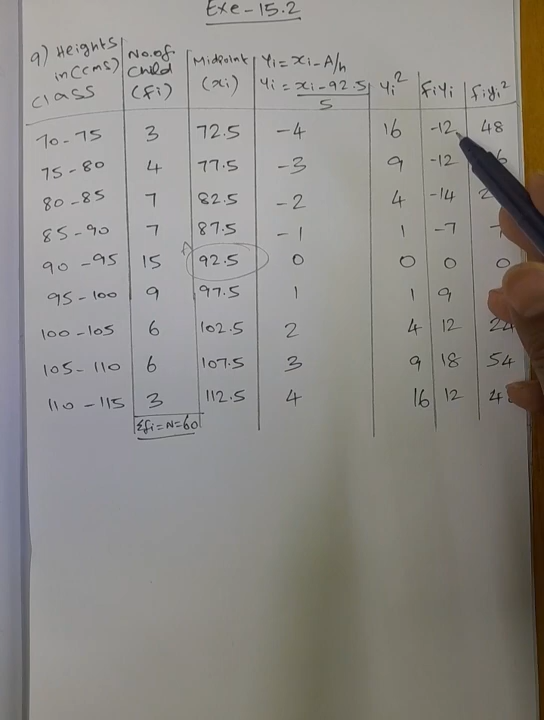 Exe - 15.2
9) Heights in (cms) class | No. of. child (fi) | Midpoint (xi) | Yi = xi - A/h Yi = xi - 92.5/5 | Yi² | fiYi | fiyi²
70 - 75 3 72.5 -4 16 -12 48
75 - 80 4 77.5 -3 9 -12
80 - 85 7 82.5 -2 4 -14
85 - 90 7 87.5 -1 1 -7
90 - 95 15 92.5 0 0 0 0
95 - 100 9 97.5 1 1 9
100 - 105 6 102.5 2 4 12 24
105 - 110 6 107.5 3 9 18 54
110 - 115 3 112.5 4 16 12
Σfi = N = 60